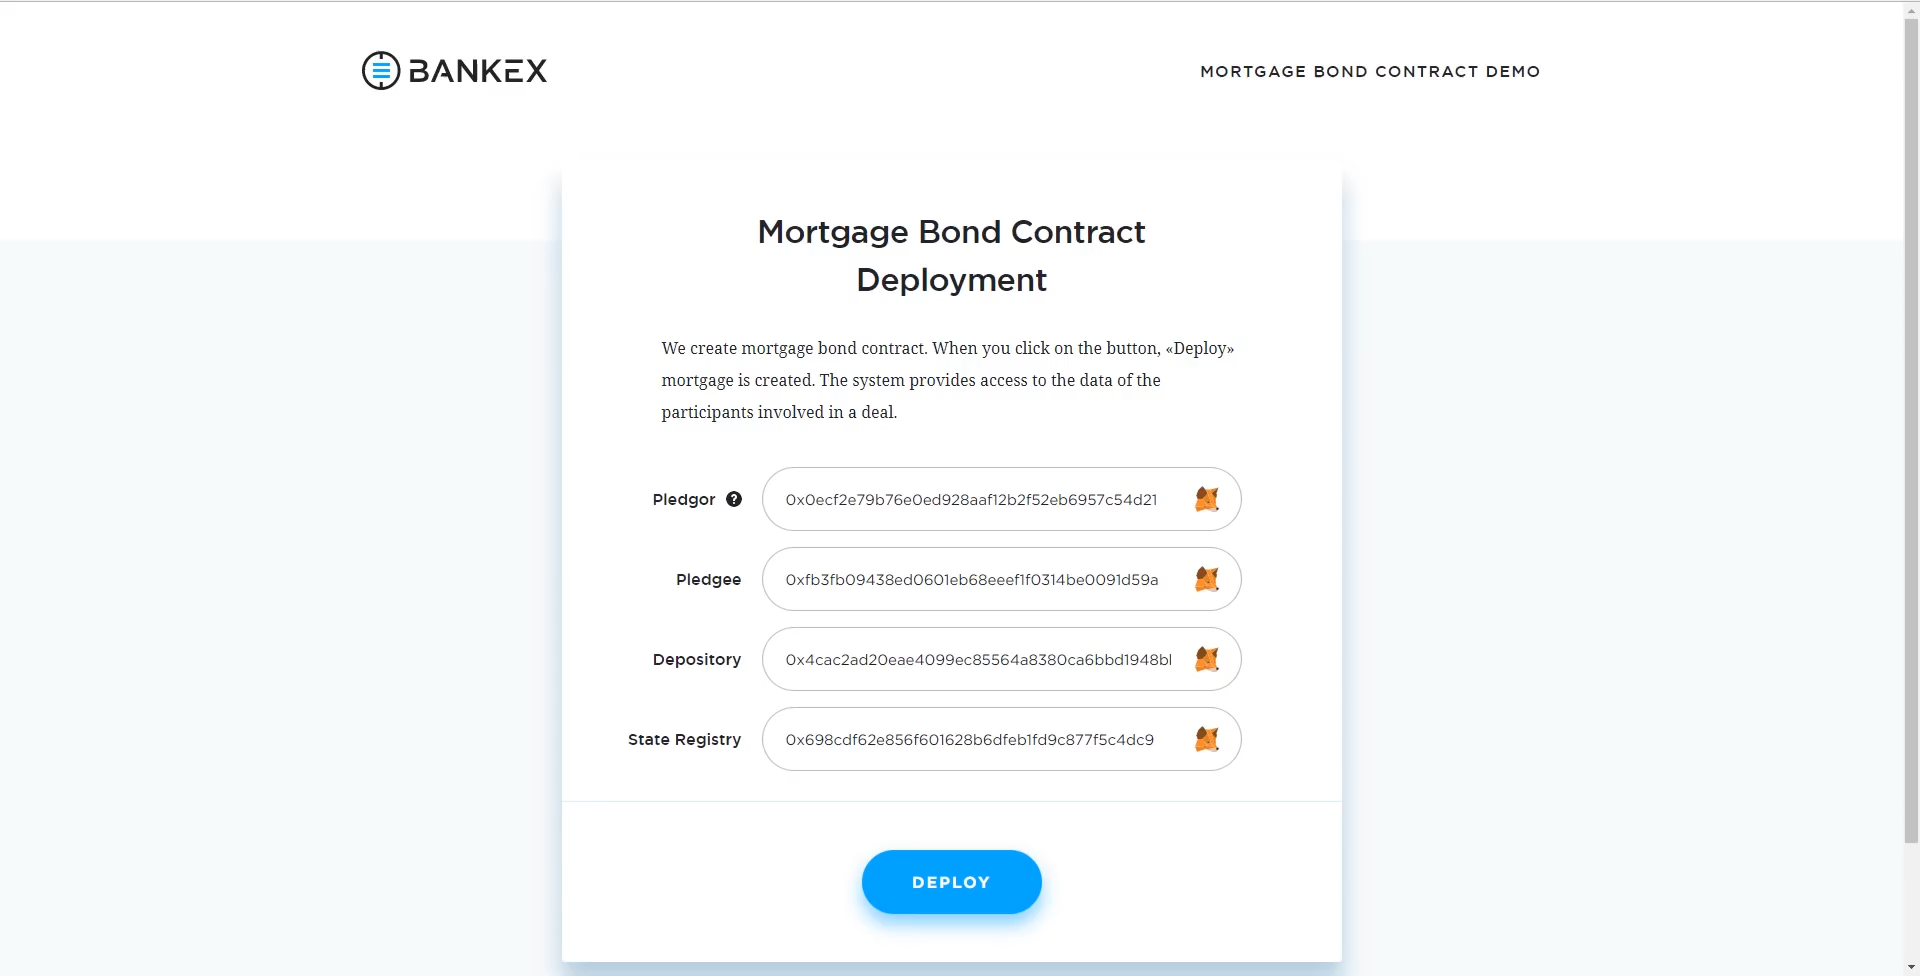 BANKEX
MORTGAGE BOND CONTRACT DEMO
Mortgage Bond Contract
Deployment
We create mortgage bond contract. When you click on the button, «Deploy»
mortgage is created. The system provides access to the data of the
participants involved in a deal.
Pledgor ? 0x0ecf2e79b76e0ed928aaf12b2f52eb6957c54d21
Pledgee 0xfb3fb09438ed0601eb68eeef1f0314be0091d59a
Depository 0x4cac2ad20eae4099ec85564a8380ca6bbd1948bl
State Registry 0x698cdf62e856f601628b6dfeb1fd9c877f5c4dc9
DEPLOY